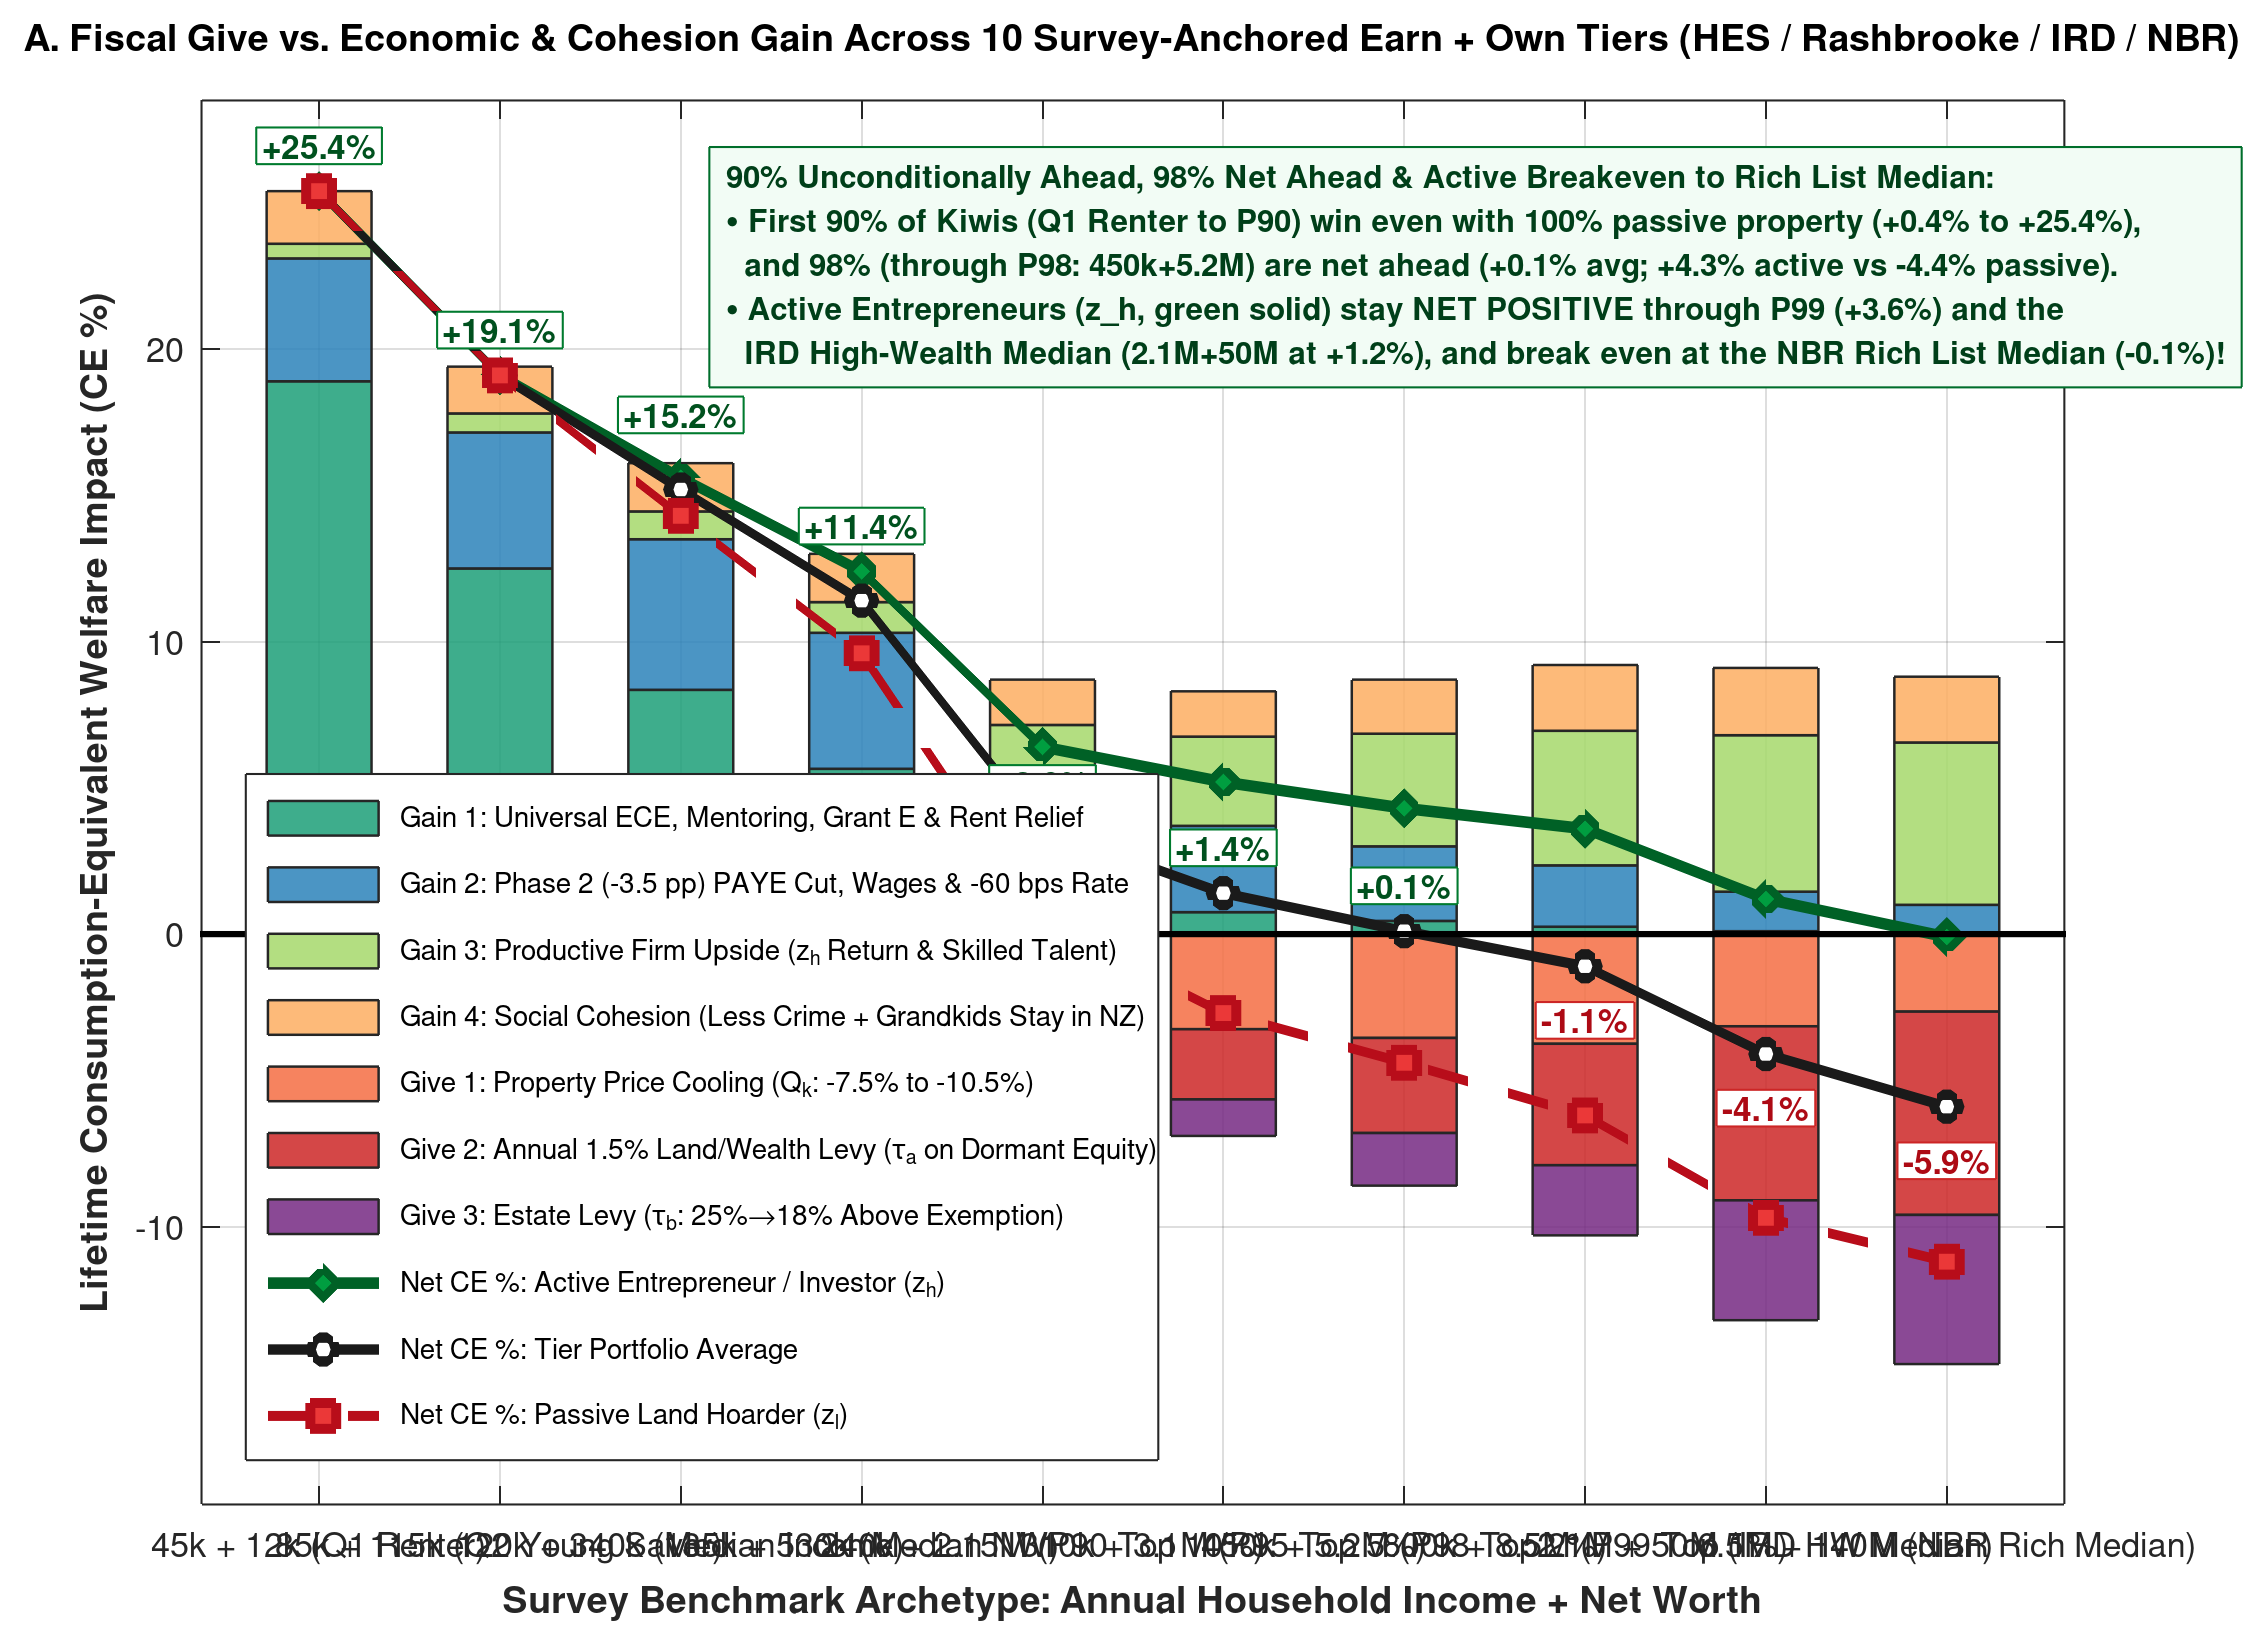 A. Fiscal Give vs. Economic & Cohesion Gain Across 10 Survey-Anchored Earn + Own Tiers (HES / Rashbrooke / IRD / NBR)
+25.4%
90% Unconditionally Ahead, 98% Net Ahead & Active Breakeven to Rich List Median:
• First 90% of Kiwis (Q1 Renter to P90) win even with 100% passive property (+0.4% to +25.4%),
and 98% (through P98: 450k+5.2M) are net ahead (+0.1% avg; +4.3% active vs -4.4% passive).
• Active Entrepreneurs (z_h, green solid) stay NET POSITIVE through P99 (+3.6%) and the
IRD High-Wealth Median (2.1M+50M at +1.2%), and break even at the NBR Rich List Median (-0.1%)!
+19.1%
+15.2%
+11.4%
+1.4%
+0.1%
-1.1%
-4.1%
-5.9%
20
10
0
-10
Lifetime Consumption-Equivalent Welfare Impact (CE %)
Gain 1: Universal ECE, Mentoring, Grant E & Rent Relief
Gain 2: Phase 2 (-3.5 pp) PAYE Cut, Wages & -60 bps Rate
Gain 3: Productive Firm Upside (zh Return & Skilled Talent)
Gain 4: Social Cohesion (Less Crime + Grandkids Stay in NZ)
Give 1: Property Price Cooling (Qk: -7.5% to -10.5%)
Give 2: Annual 1.5% Land/Wealth Levy (τa on Dormant Equity)
Give 3: Estate Levy (τb: 25%→18% Above Exemption)
Net CE %: Active Entrepreneur / Investor (zh)
Net CE %: Tier Portfolio Average
Net CE %: Passive Land Hoarder (zl)
45k + 12k (Q1 Renter)
Rich Median)
Survey Benchmark Archetype: Annual Household Income + Net Worth